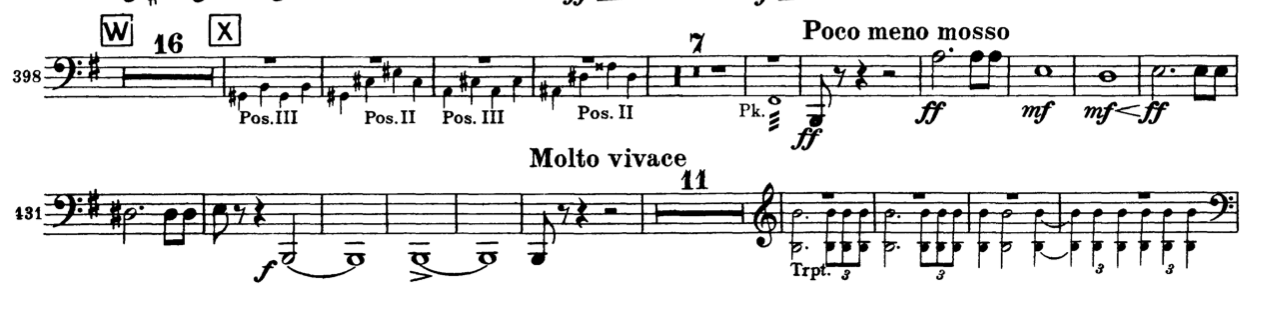 W 16 X 7 Poco meno mosso
398
Pos.III Pos.II Pos. III Pos. II Pk. ff ff mf mf ff
Molto vivace
11
431
f Trpt. 3 3 3 3